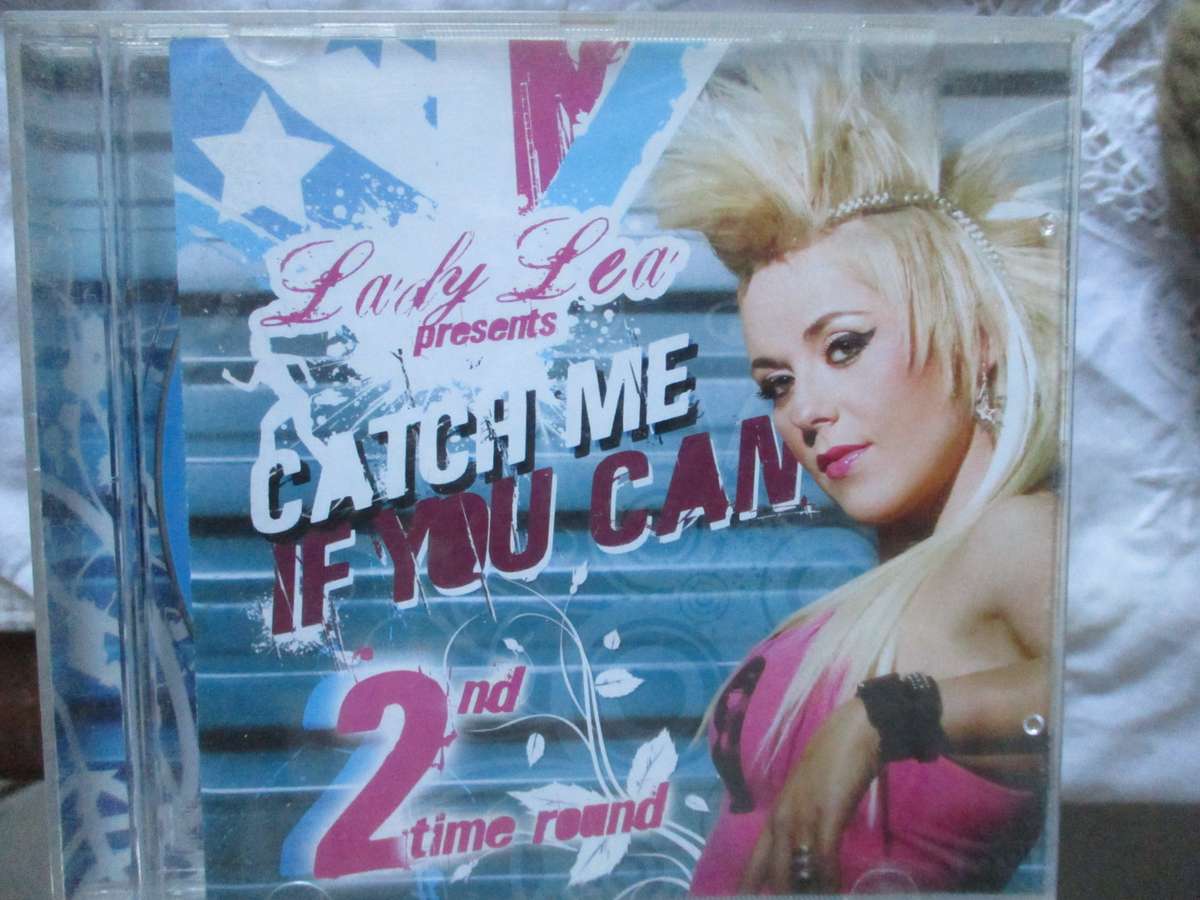 Lady Lea
presents
CATCH ME
IF YOU CAN
2nd
time round